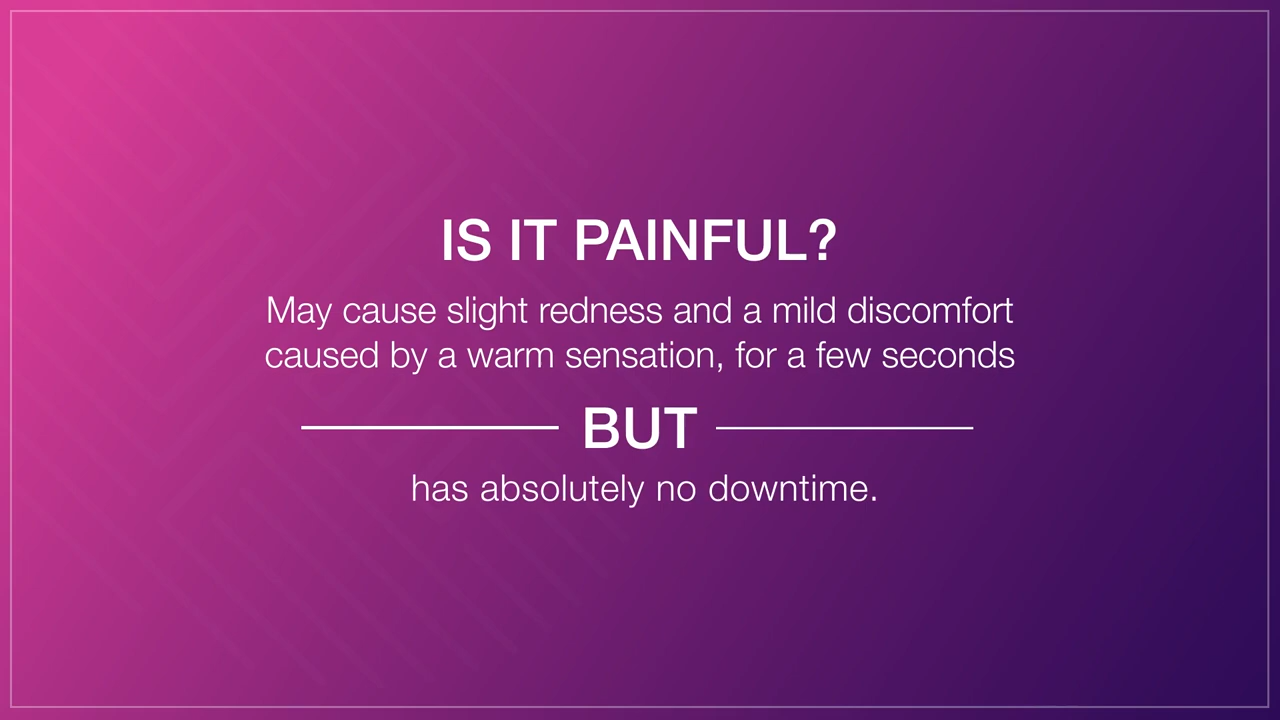 IS IT PAINFUL?
May cause slight redness and a mild discomfort
caused by a warm sensation, for a few seconds
BUT
has absolutely no downtime.